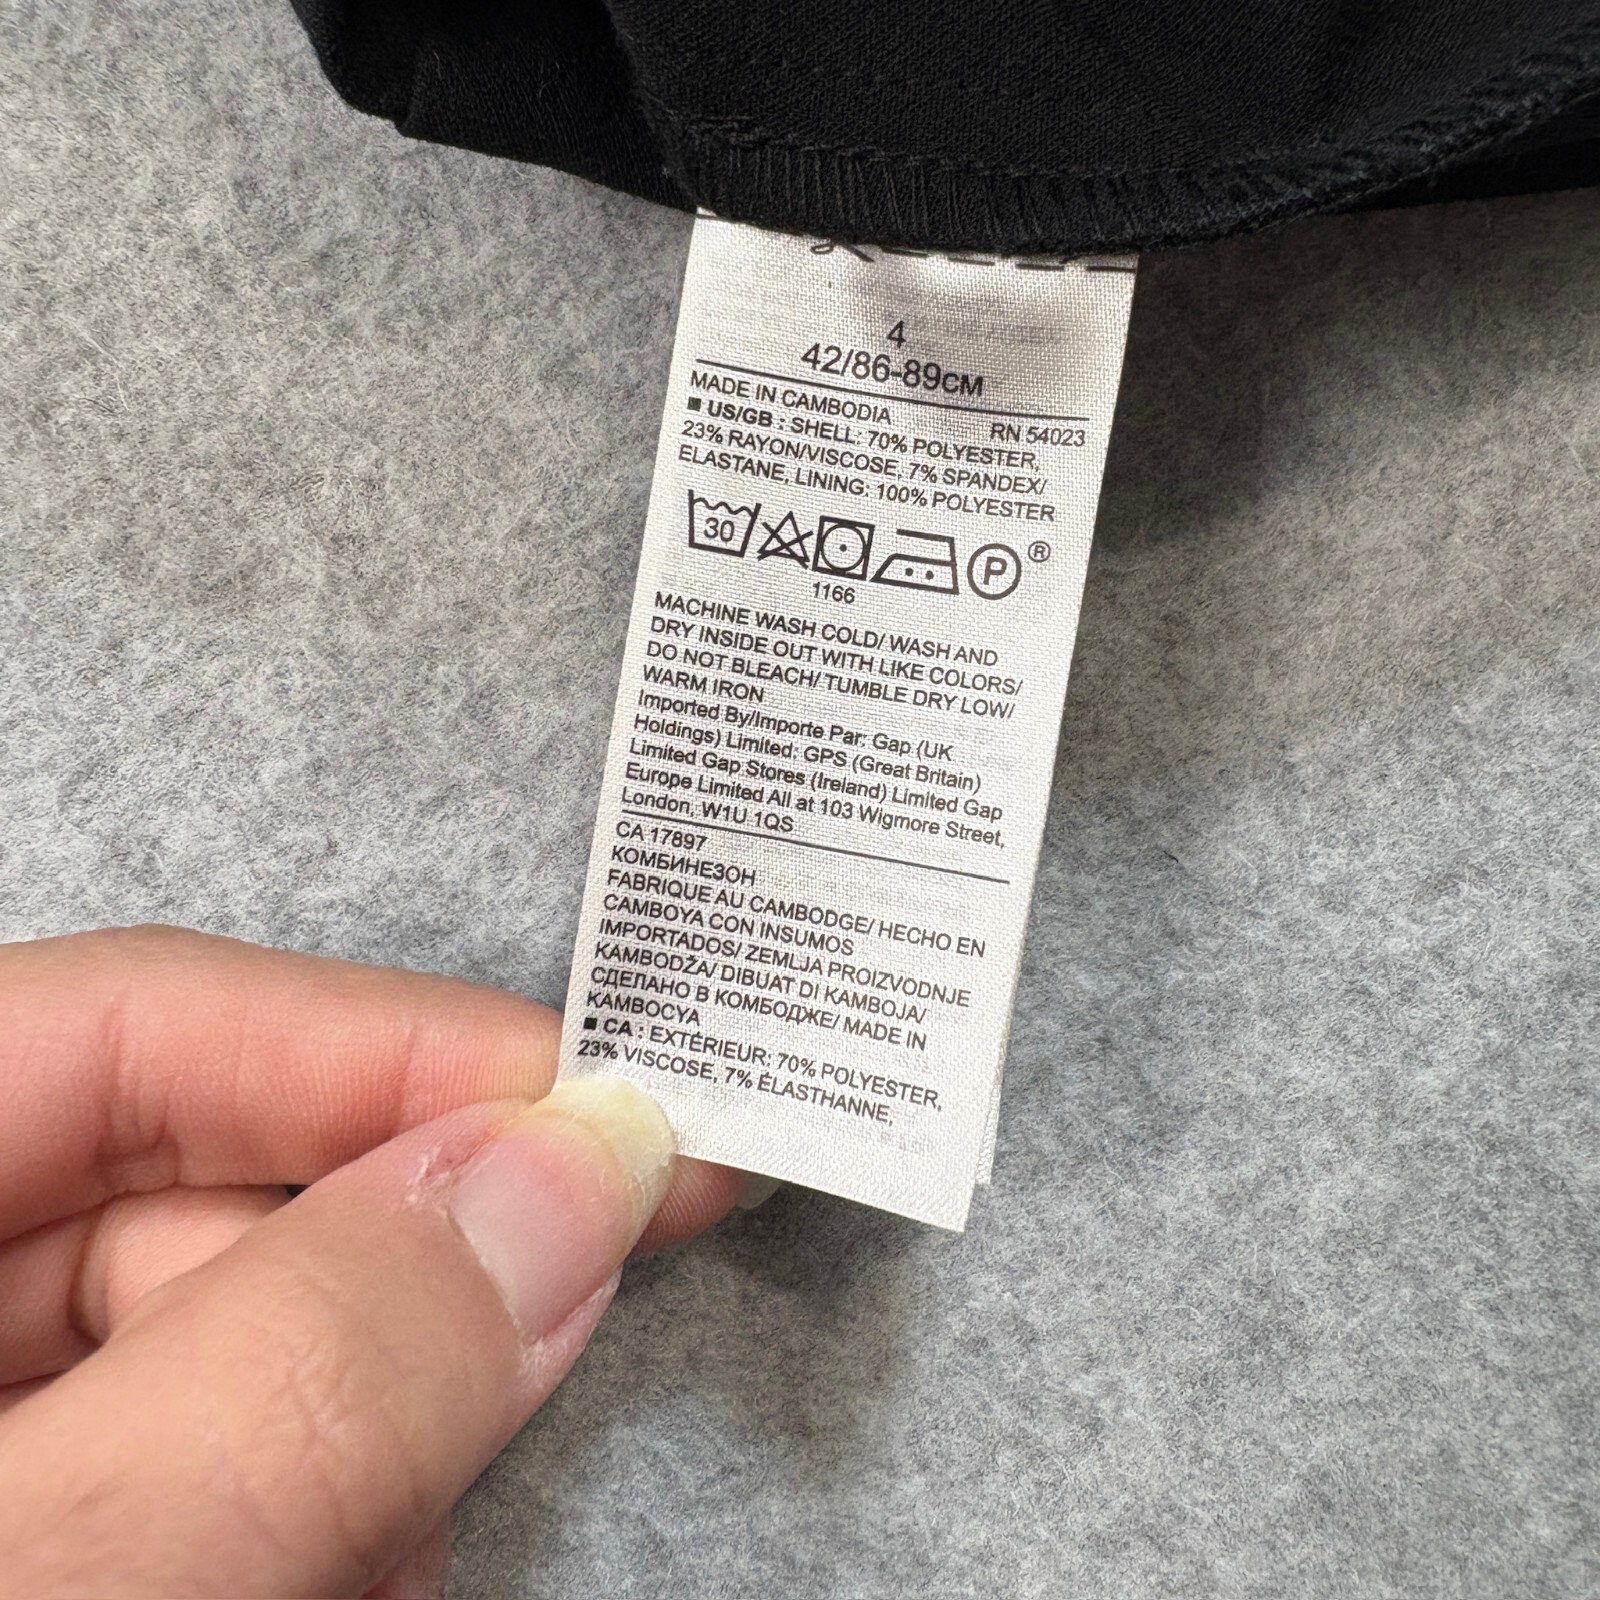 4
42/86-89CM
MADE IN CAMBODIA
RN 54023
■ US/GB : SHELL: 70% POLYESTER,
23% RAYON/VISCOSE, 7% SPANDEX/
ELASTANE, LINING: 100% POLYESTER
30
P ®
1166
MACHINE WASH COLD/ WASH AND
DRY INSIDE OUT WITH LIKE COLORS/
DO NOT BLEACH/ TUMBLE DRY LOW/
WARM IRON
Imported By/Importe Par: Gap (UK
Holdings) Limited: GPS (Great Britain)
Limited Gap Stores (Ireland) Limited Gap
Europe Limited All at 103 Wigmore Street,
London, W1U 1QS
CA 17897
КОМБИНЕЗОН
FABRIQUE AU CAMBODGE/ HECHO EN
CAMBOYA CON INSUMOS
IMPORTADOS/ ZEMLJA PROIZVODNJE
KAMBODŽA/ DIBUAT DI KAMBOJA/
СДЕЛАНО В КОМБОДЖЕ/ MADE IN
KAMBOCYA
■ CA : EXTÉRIEUR: 70% POLYESTER,
23% VISCOSE, 7% ÉLASTHANNE,